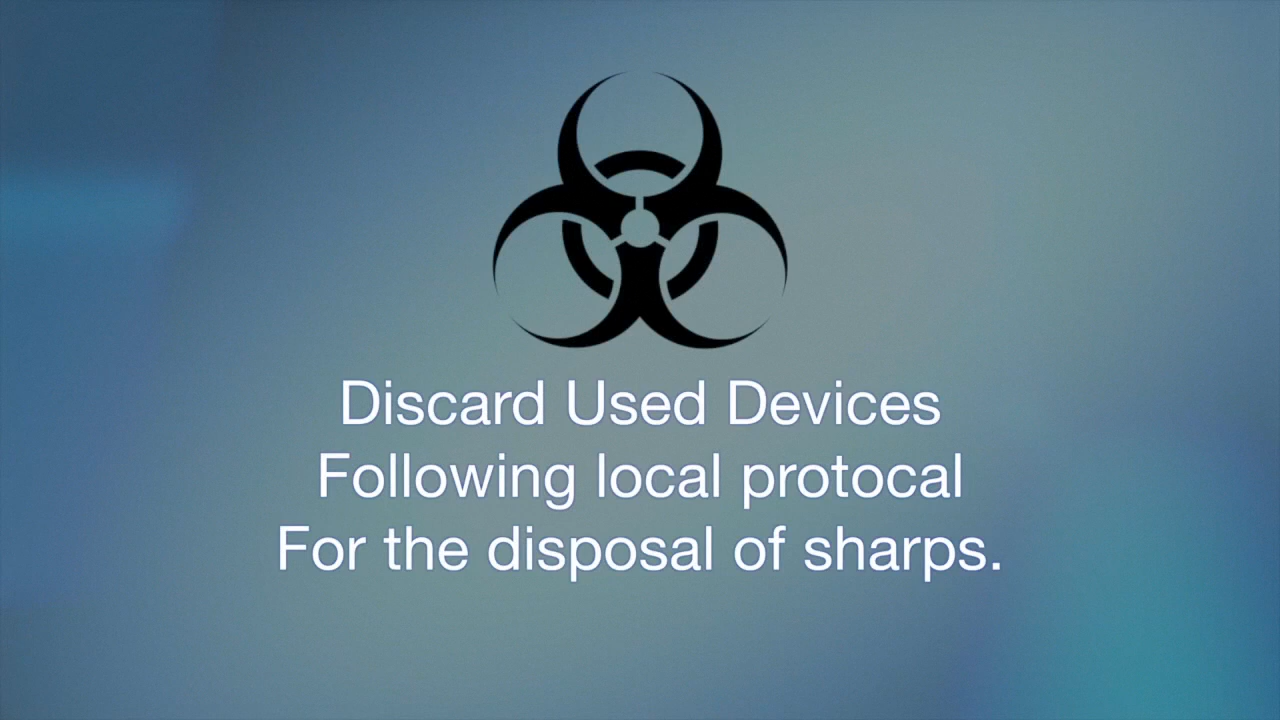 Discard Used Devices
Following local protocal
For the disposal of sharps.